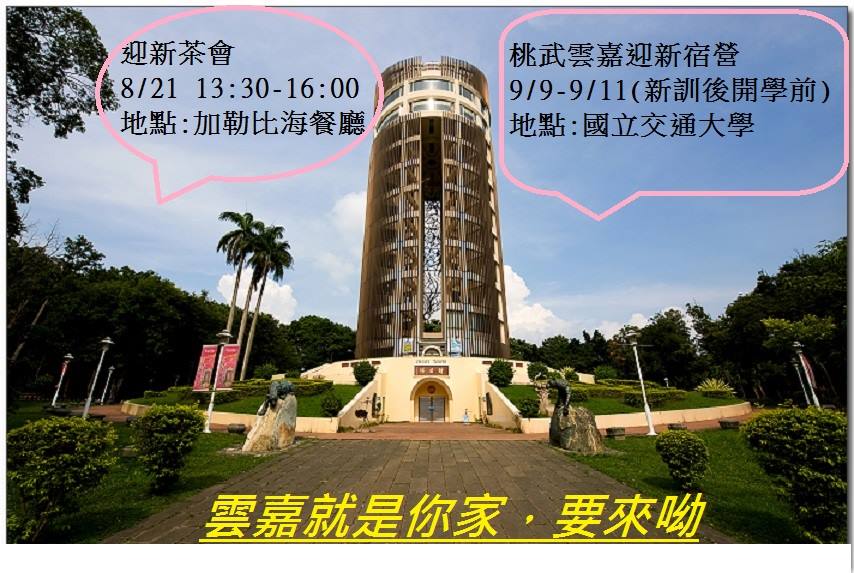 迎新茶會
8/21 13:30-16:00
地點:加勒比海餐廳
桃武雲嘉迎新宿營
9/9-9/11(新訓後開學前)
地點:國立交通大學
雲嘉就是你家，要來呦